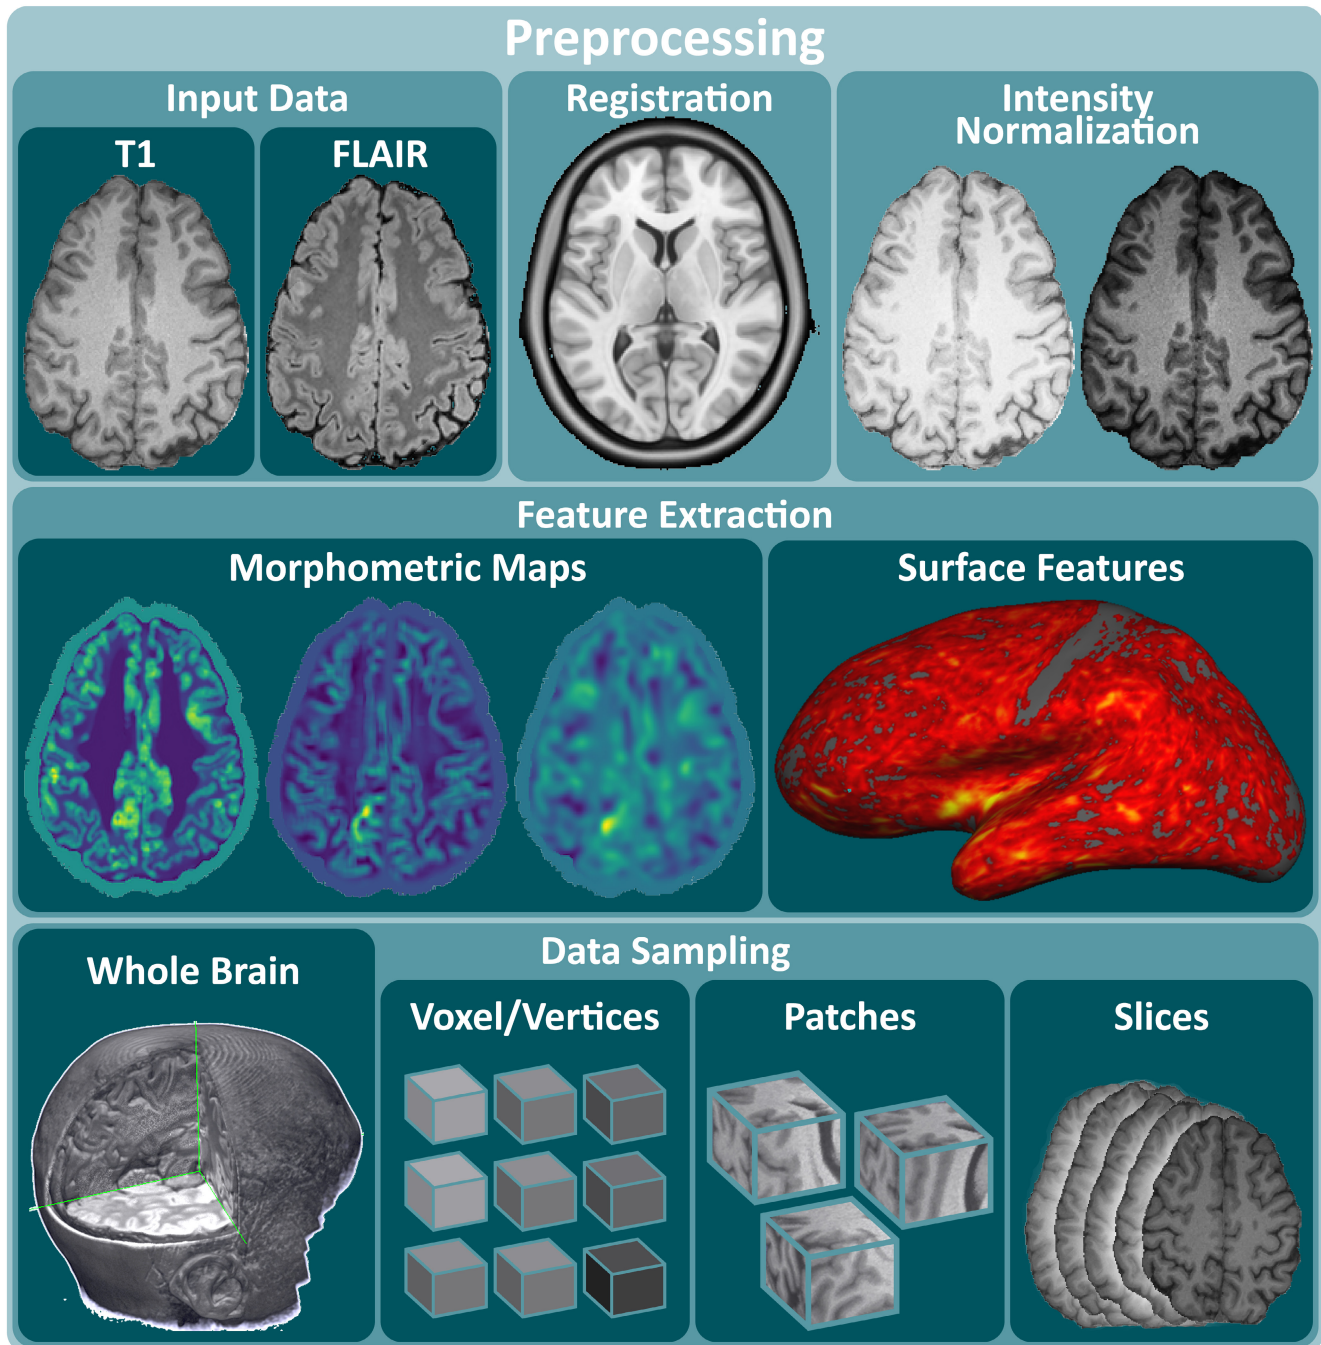 Preprocessing
Input Data
T1
FLAIR
Registration
Intensity
Normalization
Feature Extraction
Morphometric Maps
Surface Features
Data Sampling
Whole Brain
Voxel/Vertices
Patches
Slices